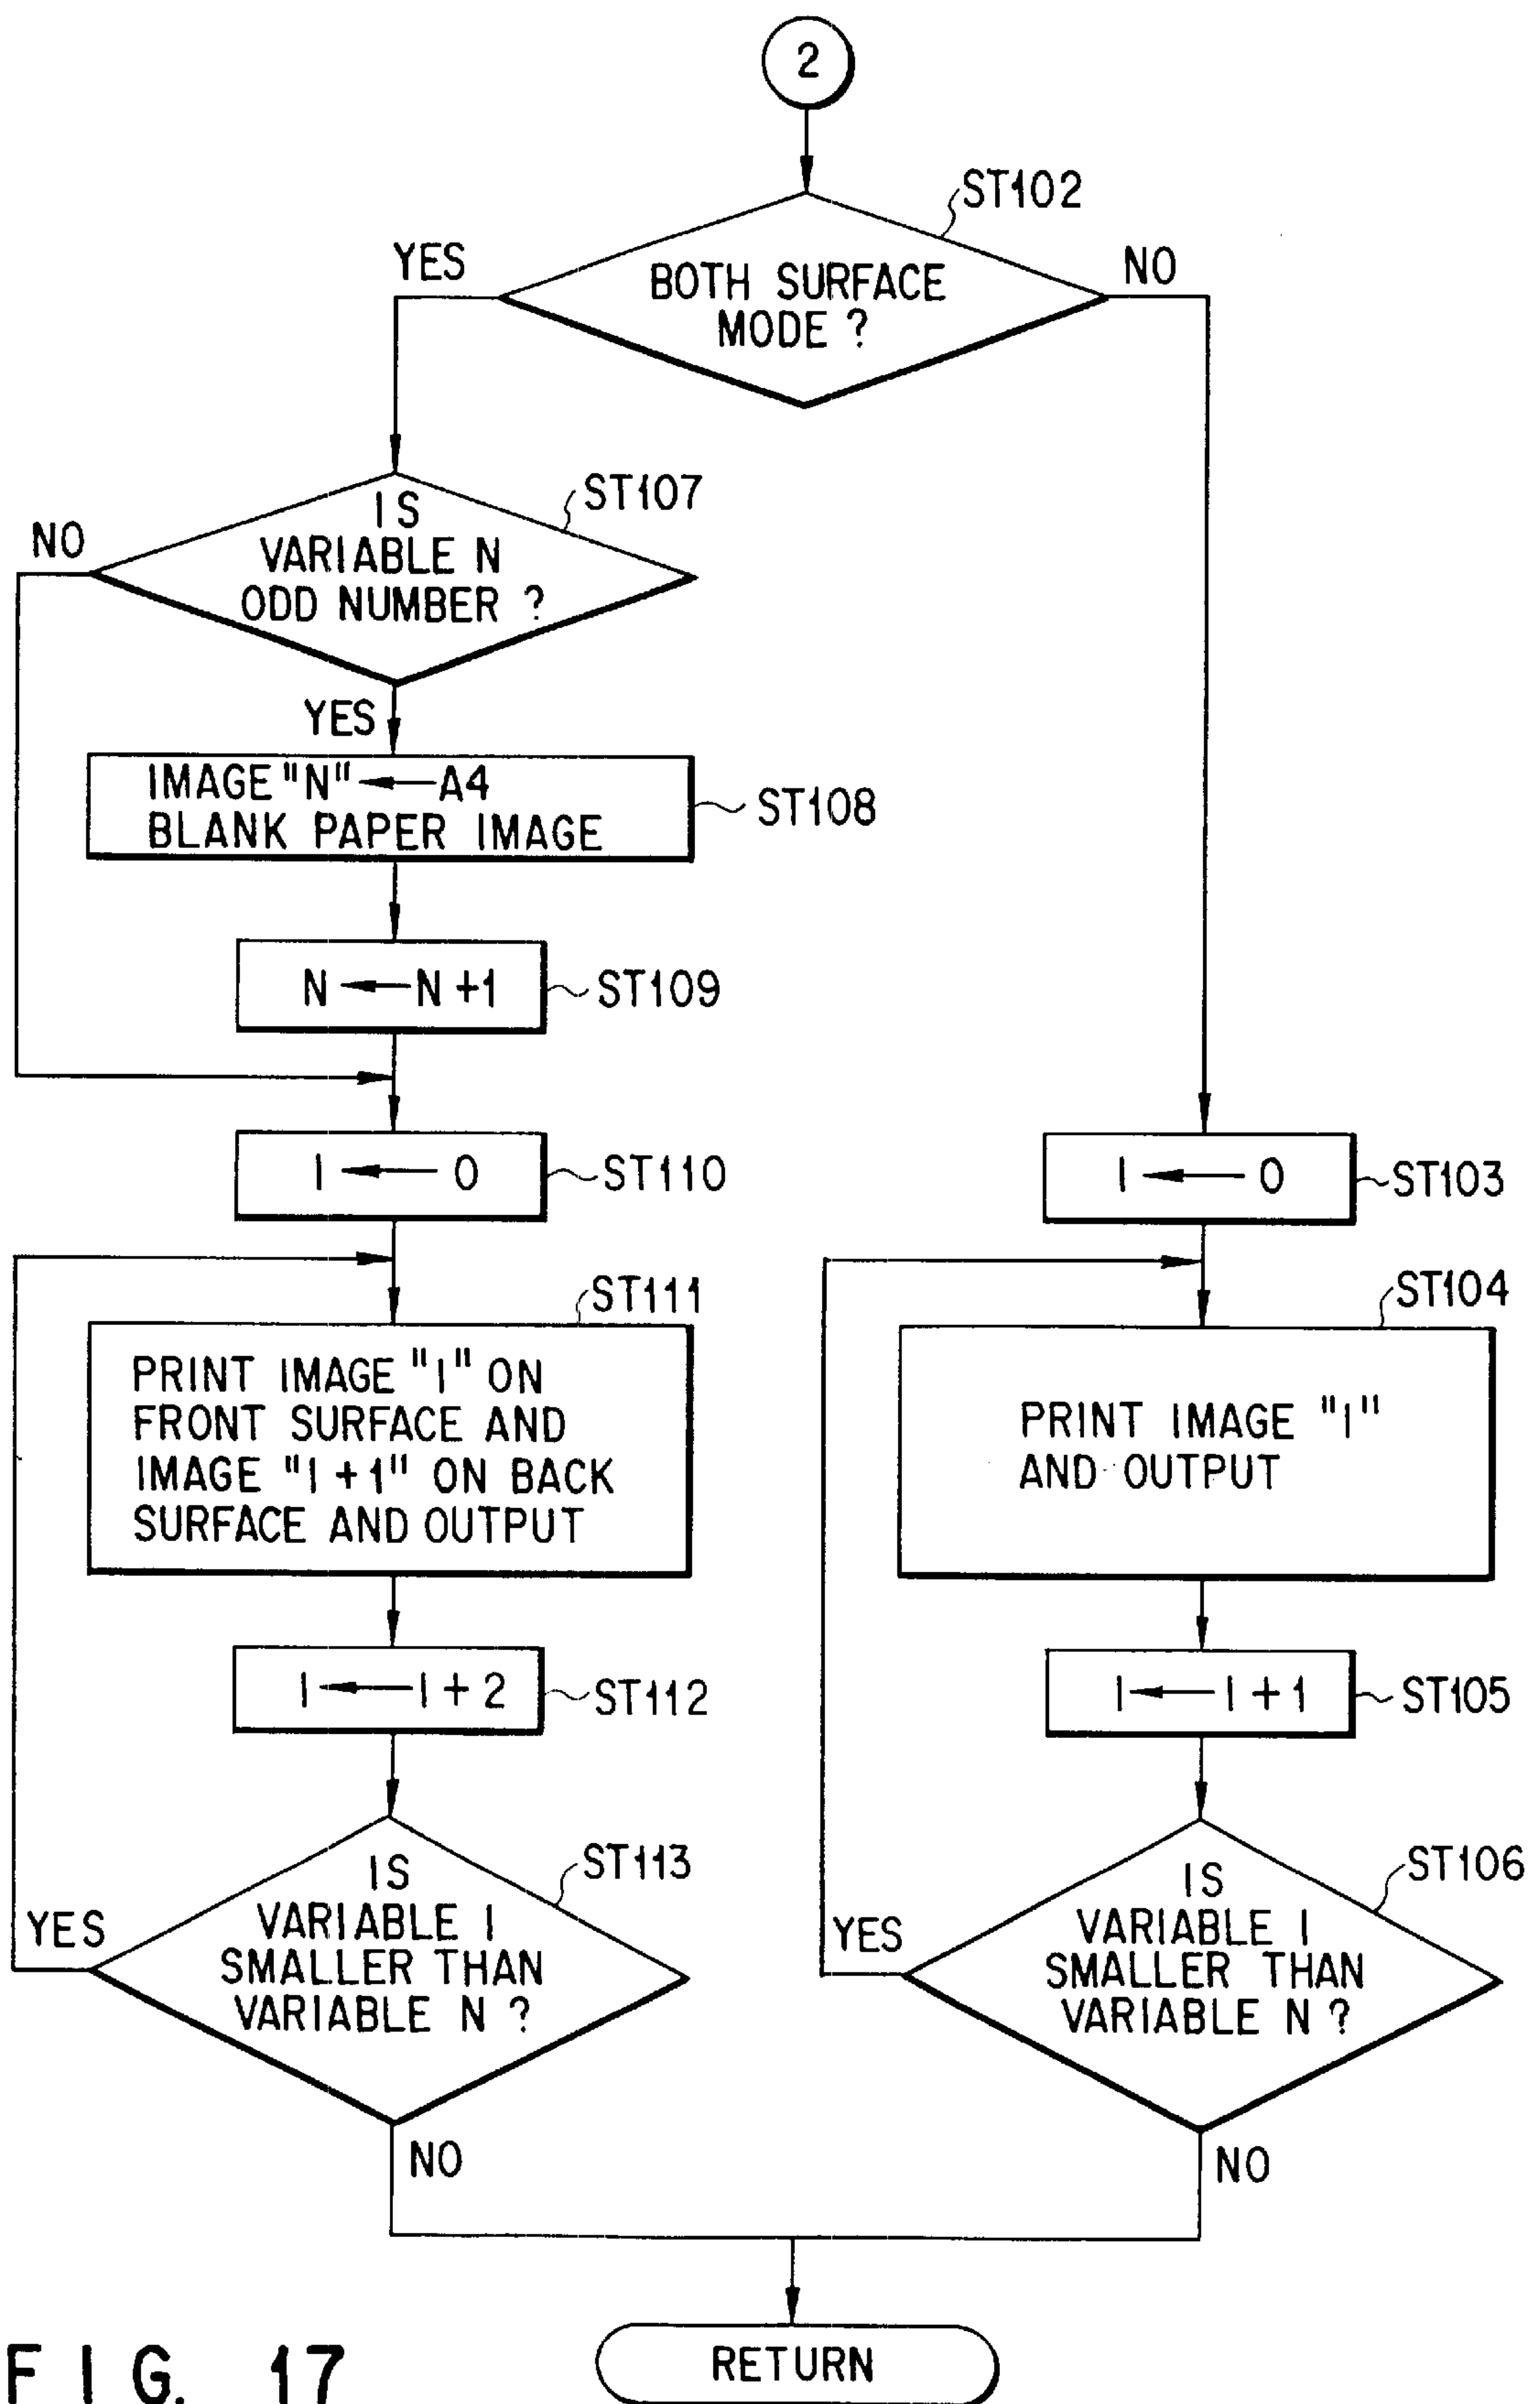 2
ST102
YES
NO
BOTH SURFACE
MODE ?
ST107
NO
IS
VARIABLE N
ODD NUMBER ?
YES
IMAGE "N" ← A4
BLANK PAPER IMAGE
ST108
N ← N + 1
ST109
I ← 0
ST110
I ← 0
ST103
ST111
PRINT IMAGE "I" ON
FRONT SURFACE AND
IMAGE "I + 1" ON BACK
SURFACE AND OUTPUT
ST104
PRINT IMAGE "I"
AND OUTPUT
I ← I + 2
ST112
I ← I + 1
ST105
ST113
IS
VARIABLE I
SMALLER THAN
VARIABLE N ?
YES
NO
ST106
IS
VARIABLE I
SMALLER THAN
VARIABLE N ?
YES
NO
RETURN
FIG. 17